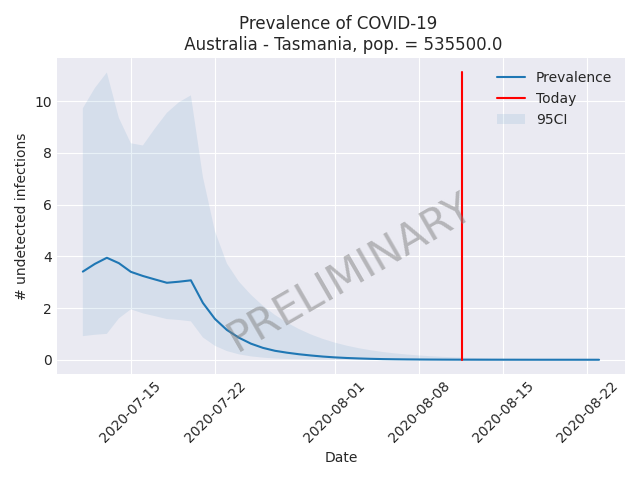 Prevalence of COVID-19
Australia - Tasmania, pop. = 535500.0
Prevalence
Today
95CI
# undetected infections
10
8
6
4
2
0
PRELIMINARY
2020-07-15
2020-07-22
2020-08-01
2020-08-08
2020-08-15
2020-08-22
Date